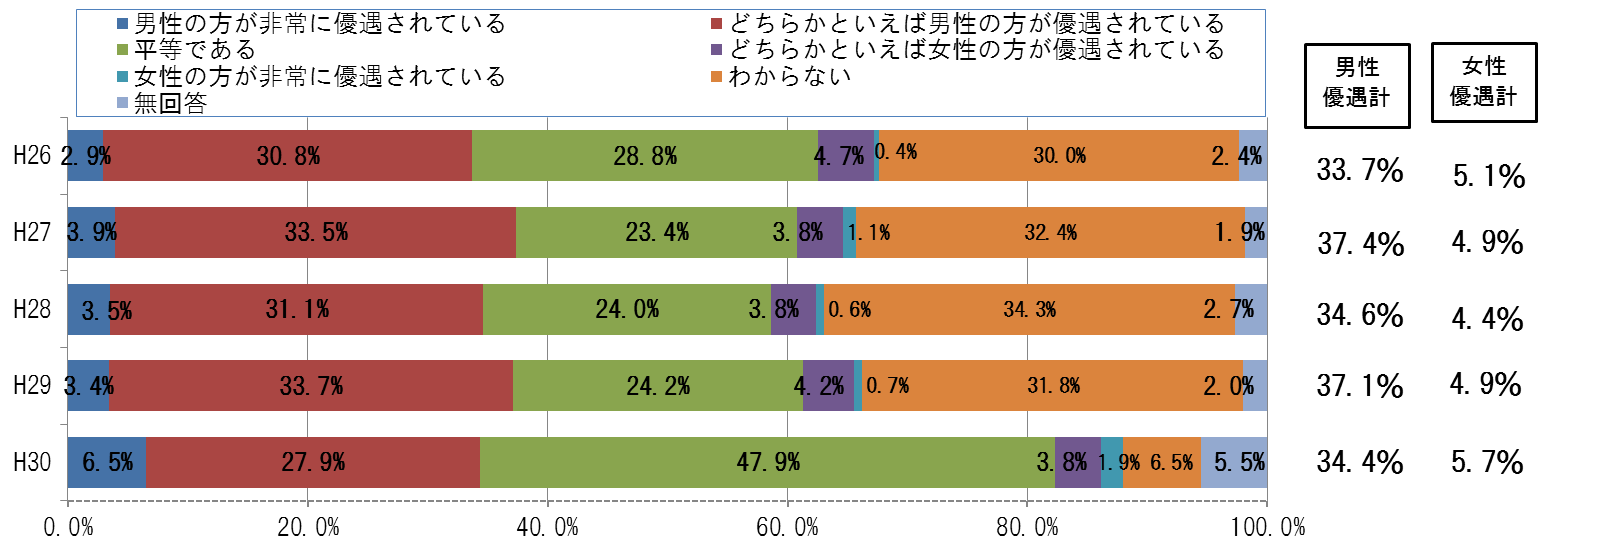 男性の方が非常に優遇されている
どちらかといえば男性の方が優遇されている
平等である
どちらかといえば女性の方が優遇されている
女性の方が非常に優遇されている
わからない
無回答
男性
優遇計
女性
優遇計
H26 2.9% 30.8% 28.8% 4.7% 0.4% 30.0% 2.4% 33.7% 5.1%
H27 3.9% 33.5% 23.4% 3.8% 1.1% 32.4% 1.9% 37.4% 4.9%
H28 3.5% 31.1% 24.0% 3.8% 0.6% 34.3% 2.7% 34.6% 4.4%
H29 3.4% 33.7% 24.2% 4.2% 0.7% 31.8% 2.0% 37.1% 4.9%
H30 6.5% 27.9% 47.9% 3.8% 1.9% 6.5% 5.5% 34.4% 5.7%
0.0% 20.0% 40.0% 60.0% 80.0% 100.0%